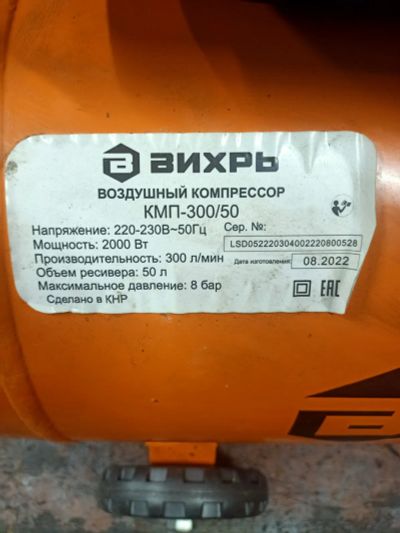 ВИХРЬ
ВОЗДУШНЫЙ КОМПРЕССОР
КМП-300/50
Напряжение: 220-230В~50Гц
Мощность: 2000 Вт
Производительность: 300 л/мин
Объем ресивера: 50 л
Максимальное давление: 8 бар
Сделано в КНР
Сер. №:
LSD052220304002220800528
Дата изготовления: 08.2022
EAC